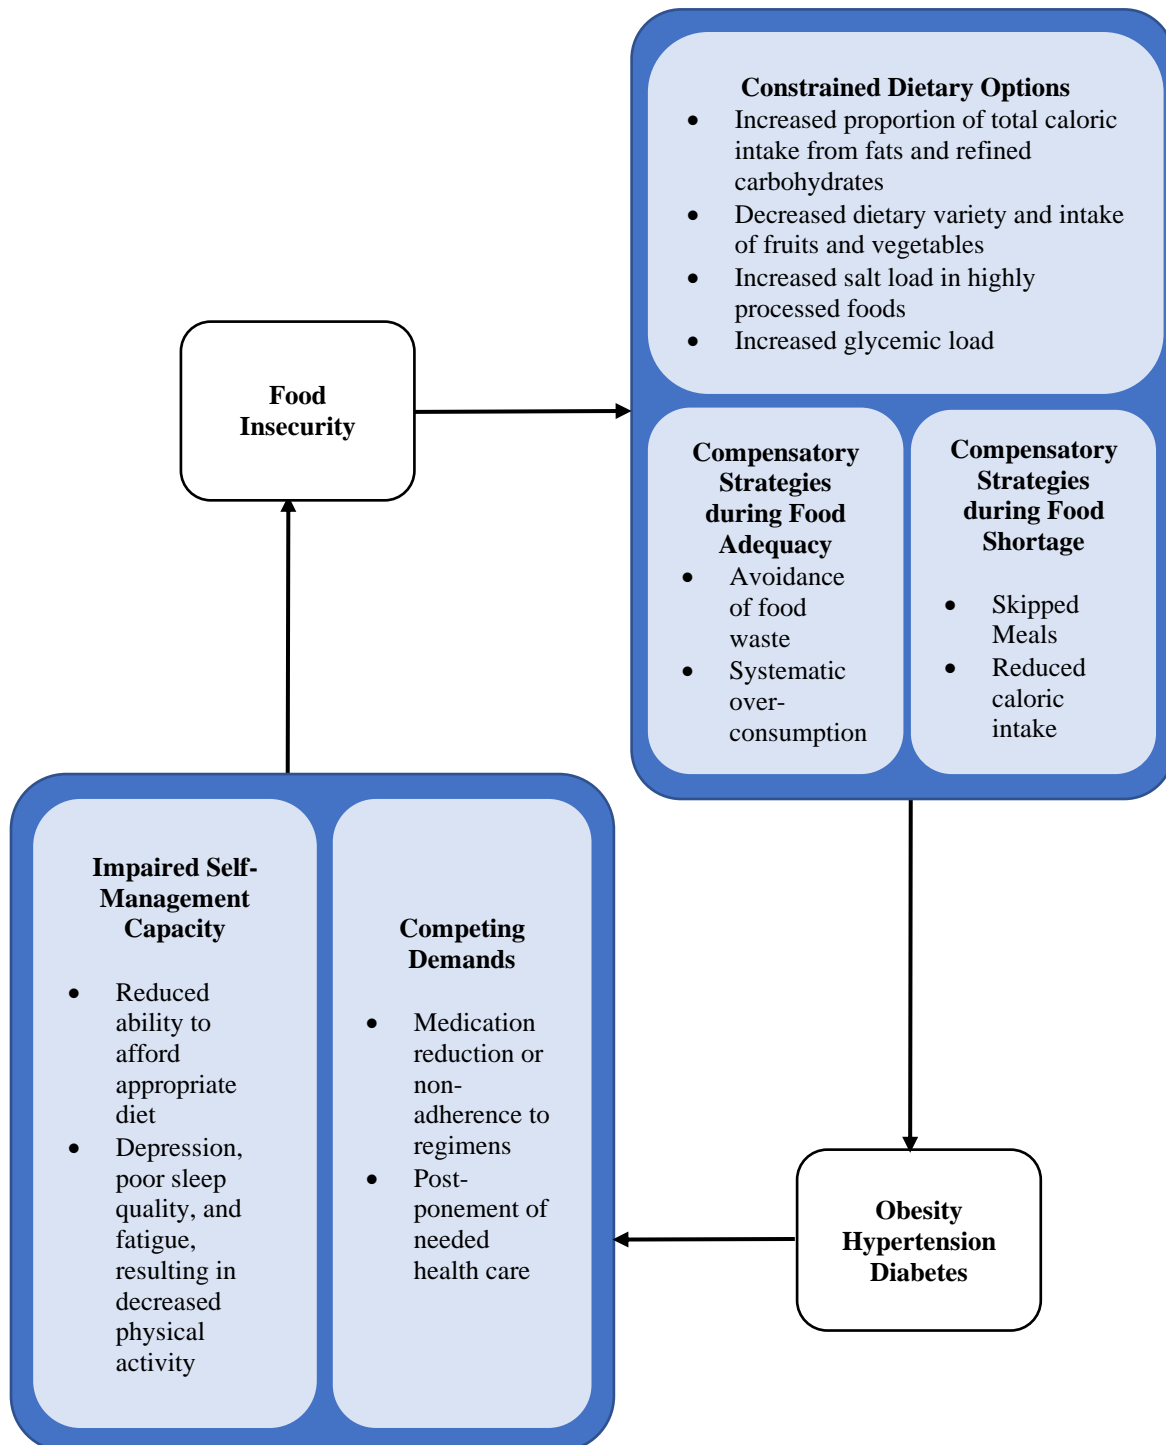 Constrained Dietary Options
• Increased proportion of total caloric
intake from fats and refined
carbohydrates
• Decreased dietary variety and intake
of fruits and vegetables
• Increased salt load in highly
processed foods
• Increased glycemic load
Food
Insecurity
Compensatory
Strategies
during Food
Adequacy
• Avoidance
of food
waste
• Systematic
over-
consumption
Compensatory
Strategies
during Food
Shortage
• Skipped
Meals
• Reduced
caloric
intake
Impaired Self-
Management
Capacity
• Reduced
ability to
afford
appropriate
diet
• Depression,
poor sleep
quality, and
fatigue,
resulting in
decreased
physical
activity
Competing
Demands
• Medication
reduction or
non-
adherence to
regimens
• Post-
ponement of
needed
health care
Obesity
Hypertension
Diabetes